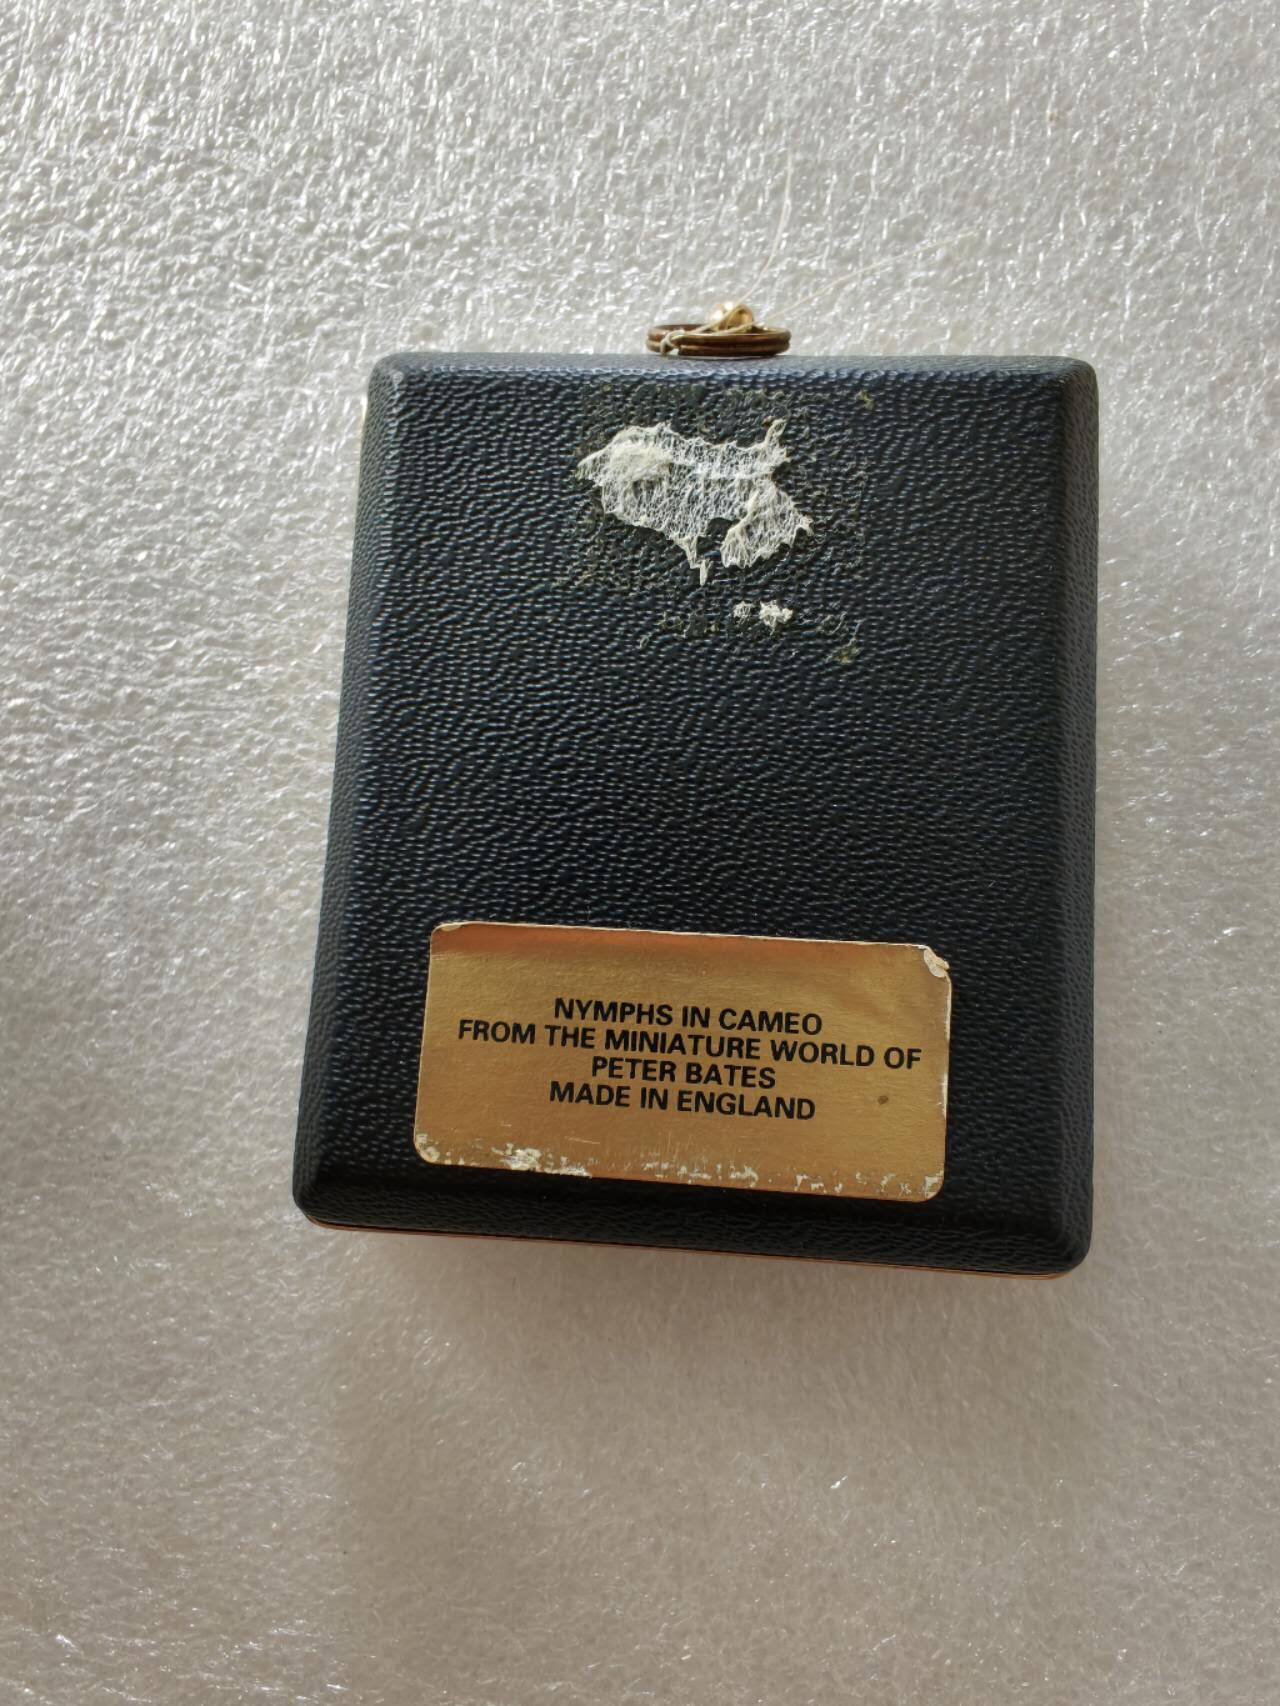 NYMPHS IN CAMEO
FROM THE MINIATURE WORLD OF
PETER BATES
MADE IN ENGLAND